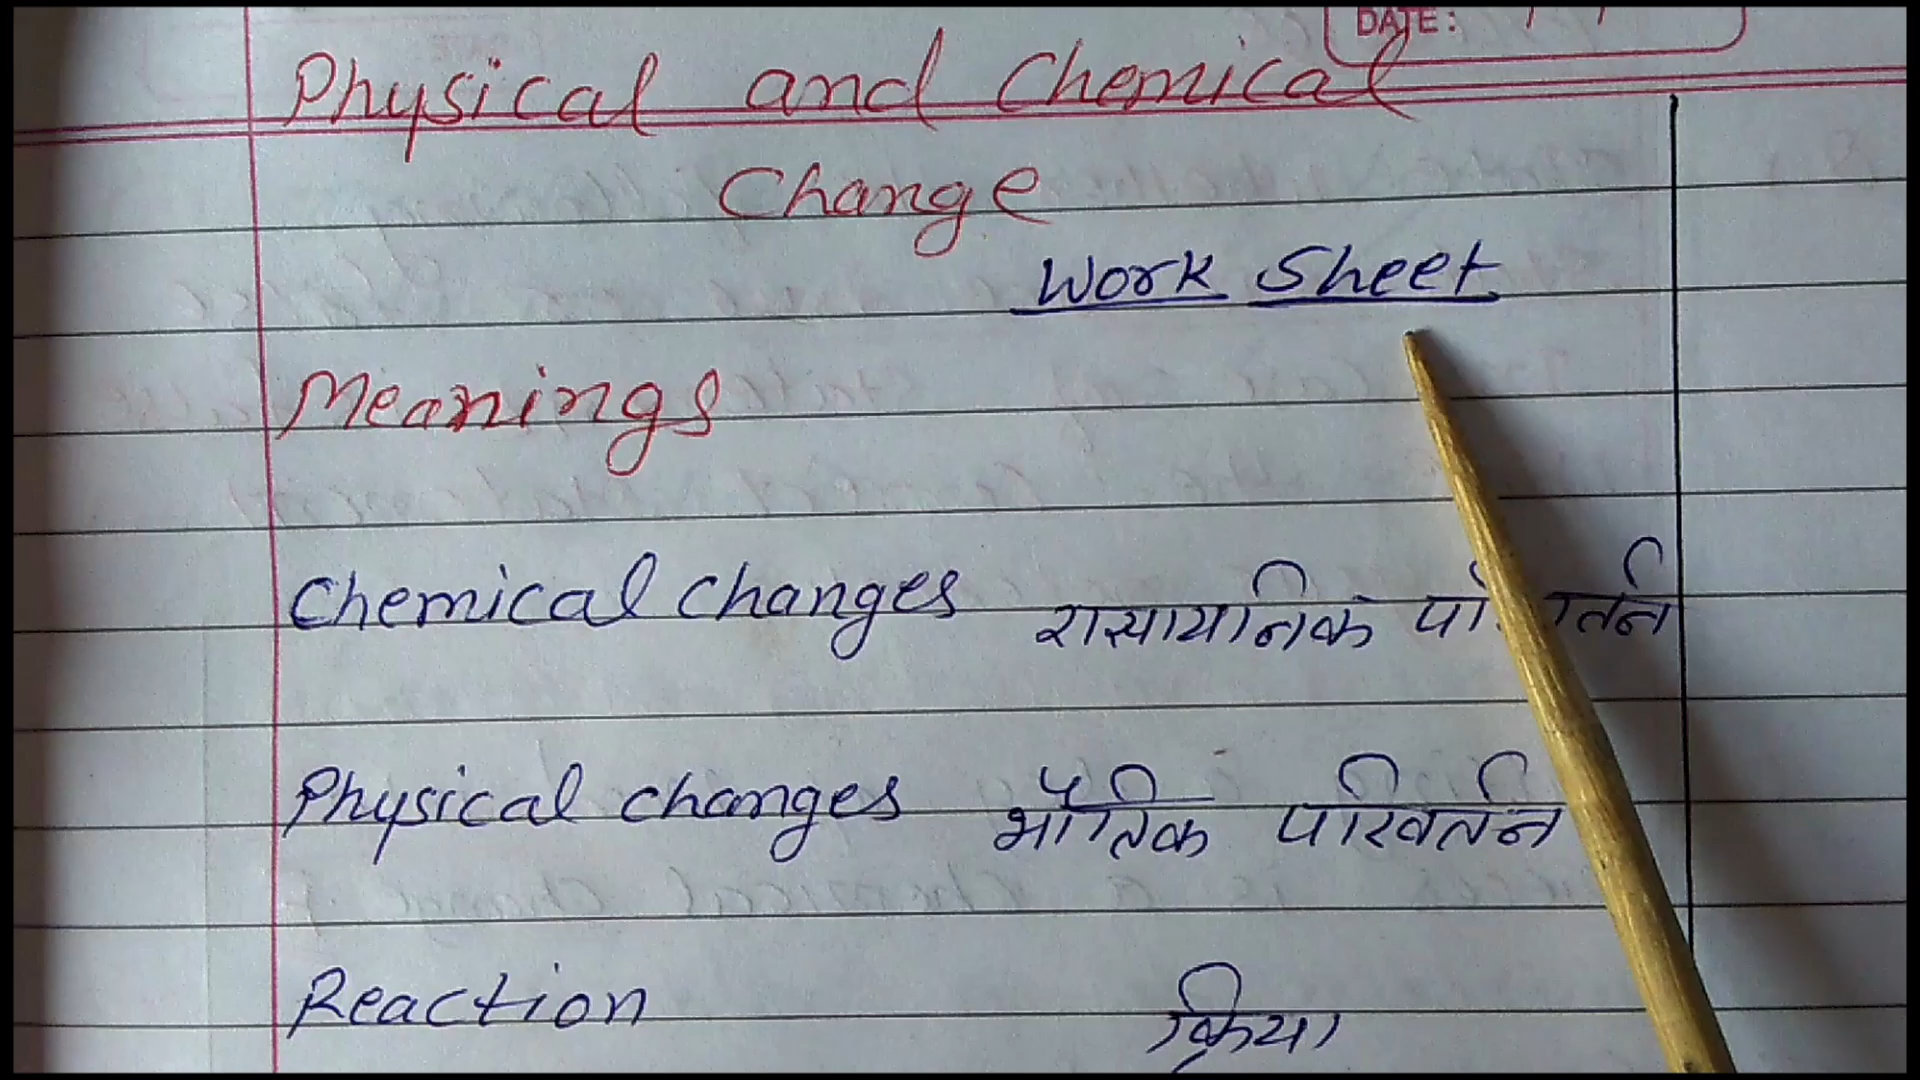 DATE:
Physical and Chemical
Change
Work Sheet
Meanings
Chemical changes रासायनिक
Physical changes भौतिक परिवर्तन
Reaction क्रिया